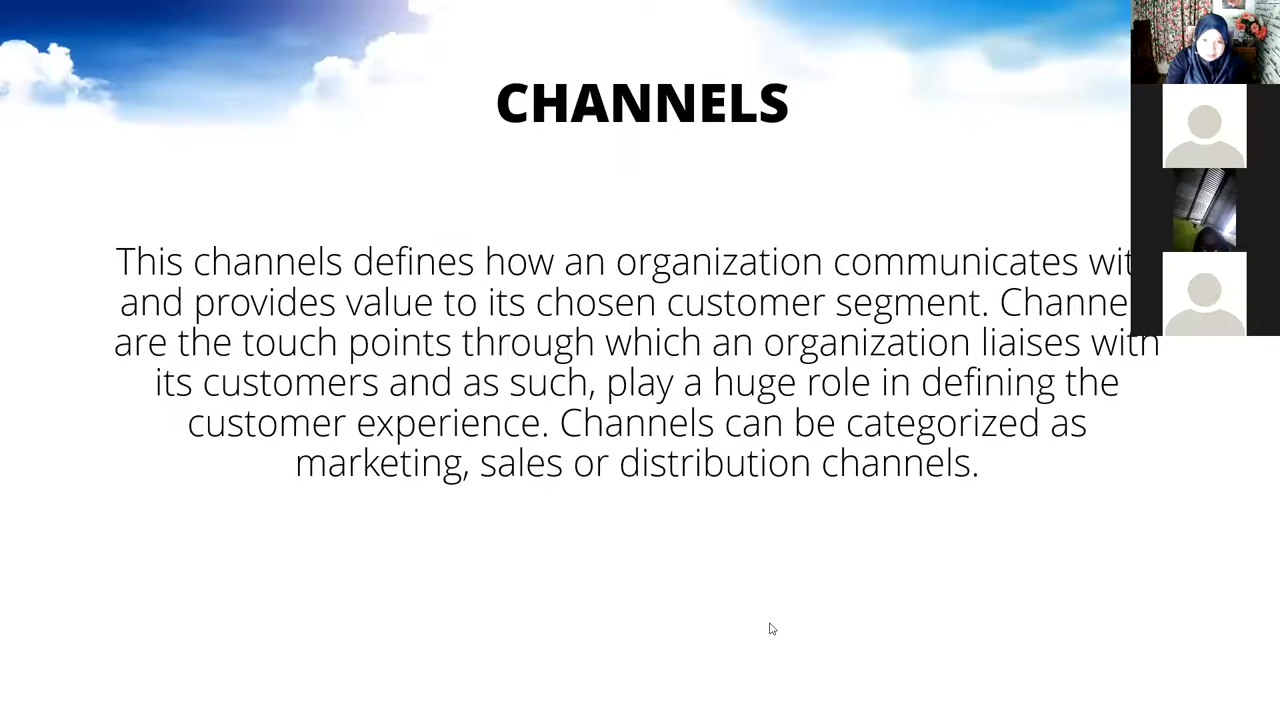 CHANNELS
This channels defines how an organization communicates
and provides value to its chosen customer segment.
are the touch points through which an organization liaises with
its customers and as such, play a huge role in defining the
customer experience. Channels can be categorized as
marketing, sales or distribution channels.